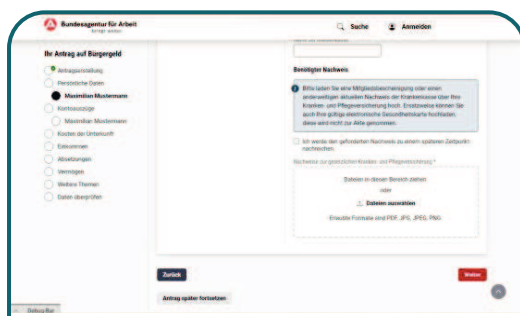 Bundesagentur für Arbeit
bringt weiter.
Suche
Anmelden
Ihr Antrag auf Bürgergeld
Antragstellung
Persönliche Daten
Maximilian Mustermann
Kontoauszüge
Maximilian Mustermann
Kosten der Unterkunft
Einkommen
Absetzungen
Vermögen
Weitere Themen
Daten überprüfen
Benötigter Nachweis
Bitte laden Sie eine Mitgliedsbescheinigung oder einen
anderweitigen aktuellen Nachweis der Krankenkasse über Ihre
Kranken- und Pflegeversicherung hoch. Ersatzweise können Sie
auch Ihre gültige elektronische Gesundheitskarte hochladen,
diese wird nicht zur Akte genommen.
Ich werde den geforderten Nachweis zu einem späteren Zeitpunkt
nachreichen.
Nachweise zur gesetzlichen Kranken- und Pflegeversicherung *
Dateien in diesen Bereich ziehen
oder
Dateien auswählen
Erlaubte Formate sind PDF, JPG, JPEG, PNG.
Zurück
Weiter
Antrag später fortsetzen
Debug Bar